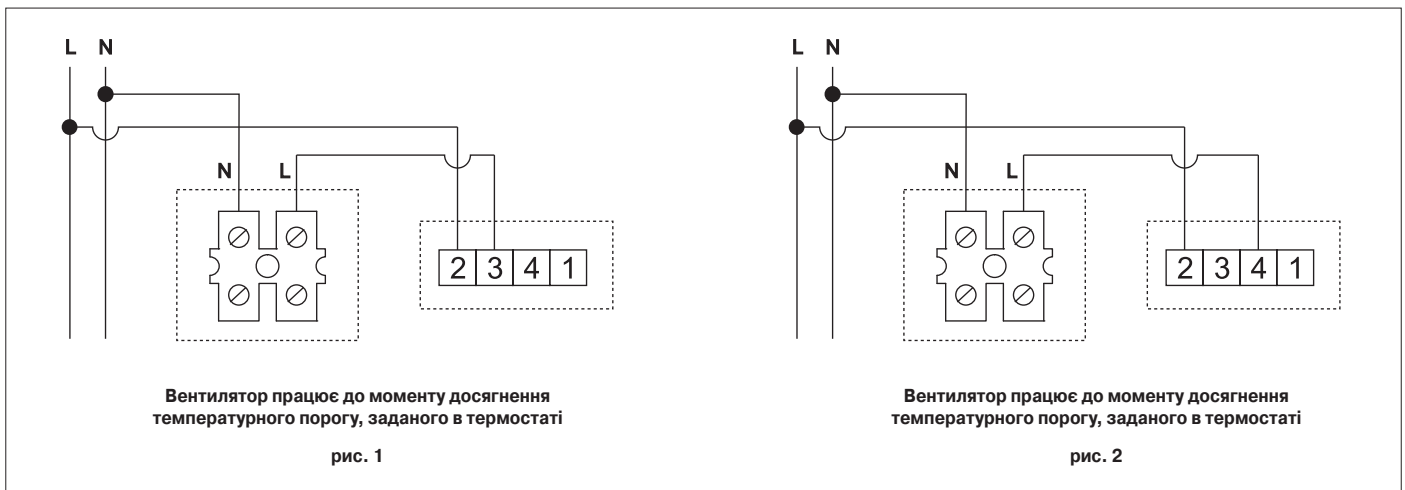 L N
N L
2 3 4 1
Вентилятор працює до моменту досягнення
температурного порогу, заданого в термостаті
рис. 1
L N
N L
2 3 4 1
Вентилятор працює до моменту досягнення
температурного порогу, заданого в термостаті
рис. 2